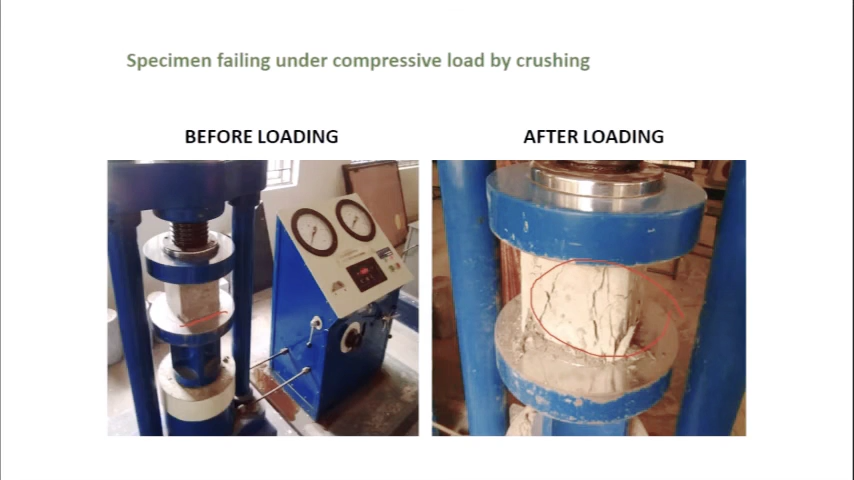 Specimen failing under compressive load by crushing
BEFORE LOADING
AFTER LOADING